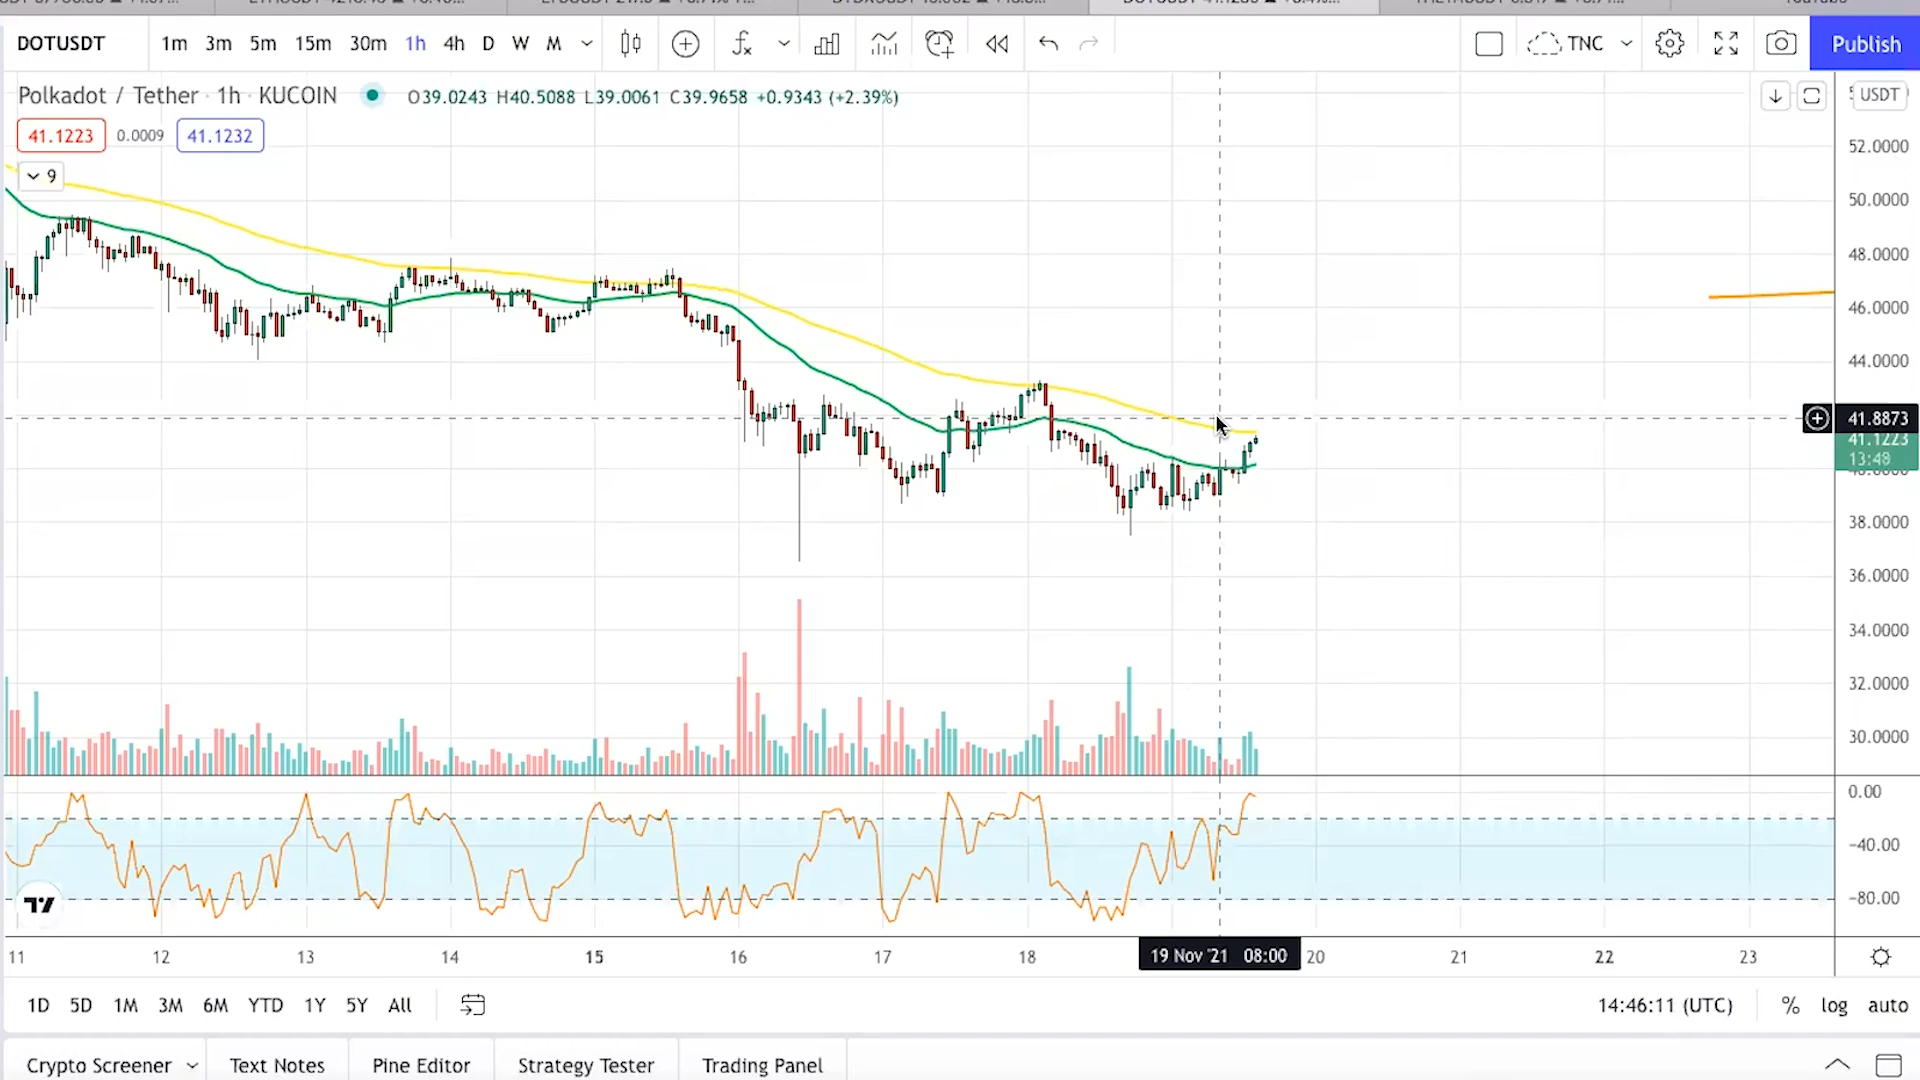 DOTUSDT 1m 3m 5m 15m 30m 1h 4h D W M TNC Publish
Polkadot / Tether · 1h · KUCOIN O39.0243 H40.5088 L39.0061 C39.9658 +0.9343 (+2.39%) USDT
41.1223 0.0009 41.1232
9
52.0000
50.0000
48.0000
46.0000
44.0000
41.8873
41.1223
13:48
38.0000
36.0000
34.0000
32.0000
30.0000
0.00
-40.00
-80.00
11 12 13 14 15 16 17 18 19 Nov '21 08:00 20 21 22 23
1D 5D 1M 3M 6M YTD 1Y 5Y All 14:46:11 (UTC) % log auto
Crypto Screener Text Notes Pine Editor Strategy Tester Trading Panel